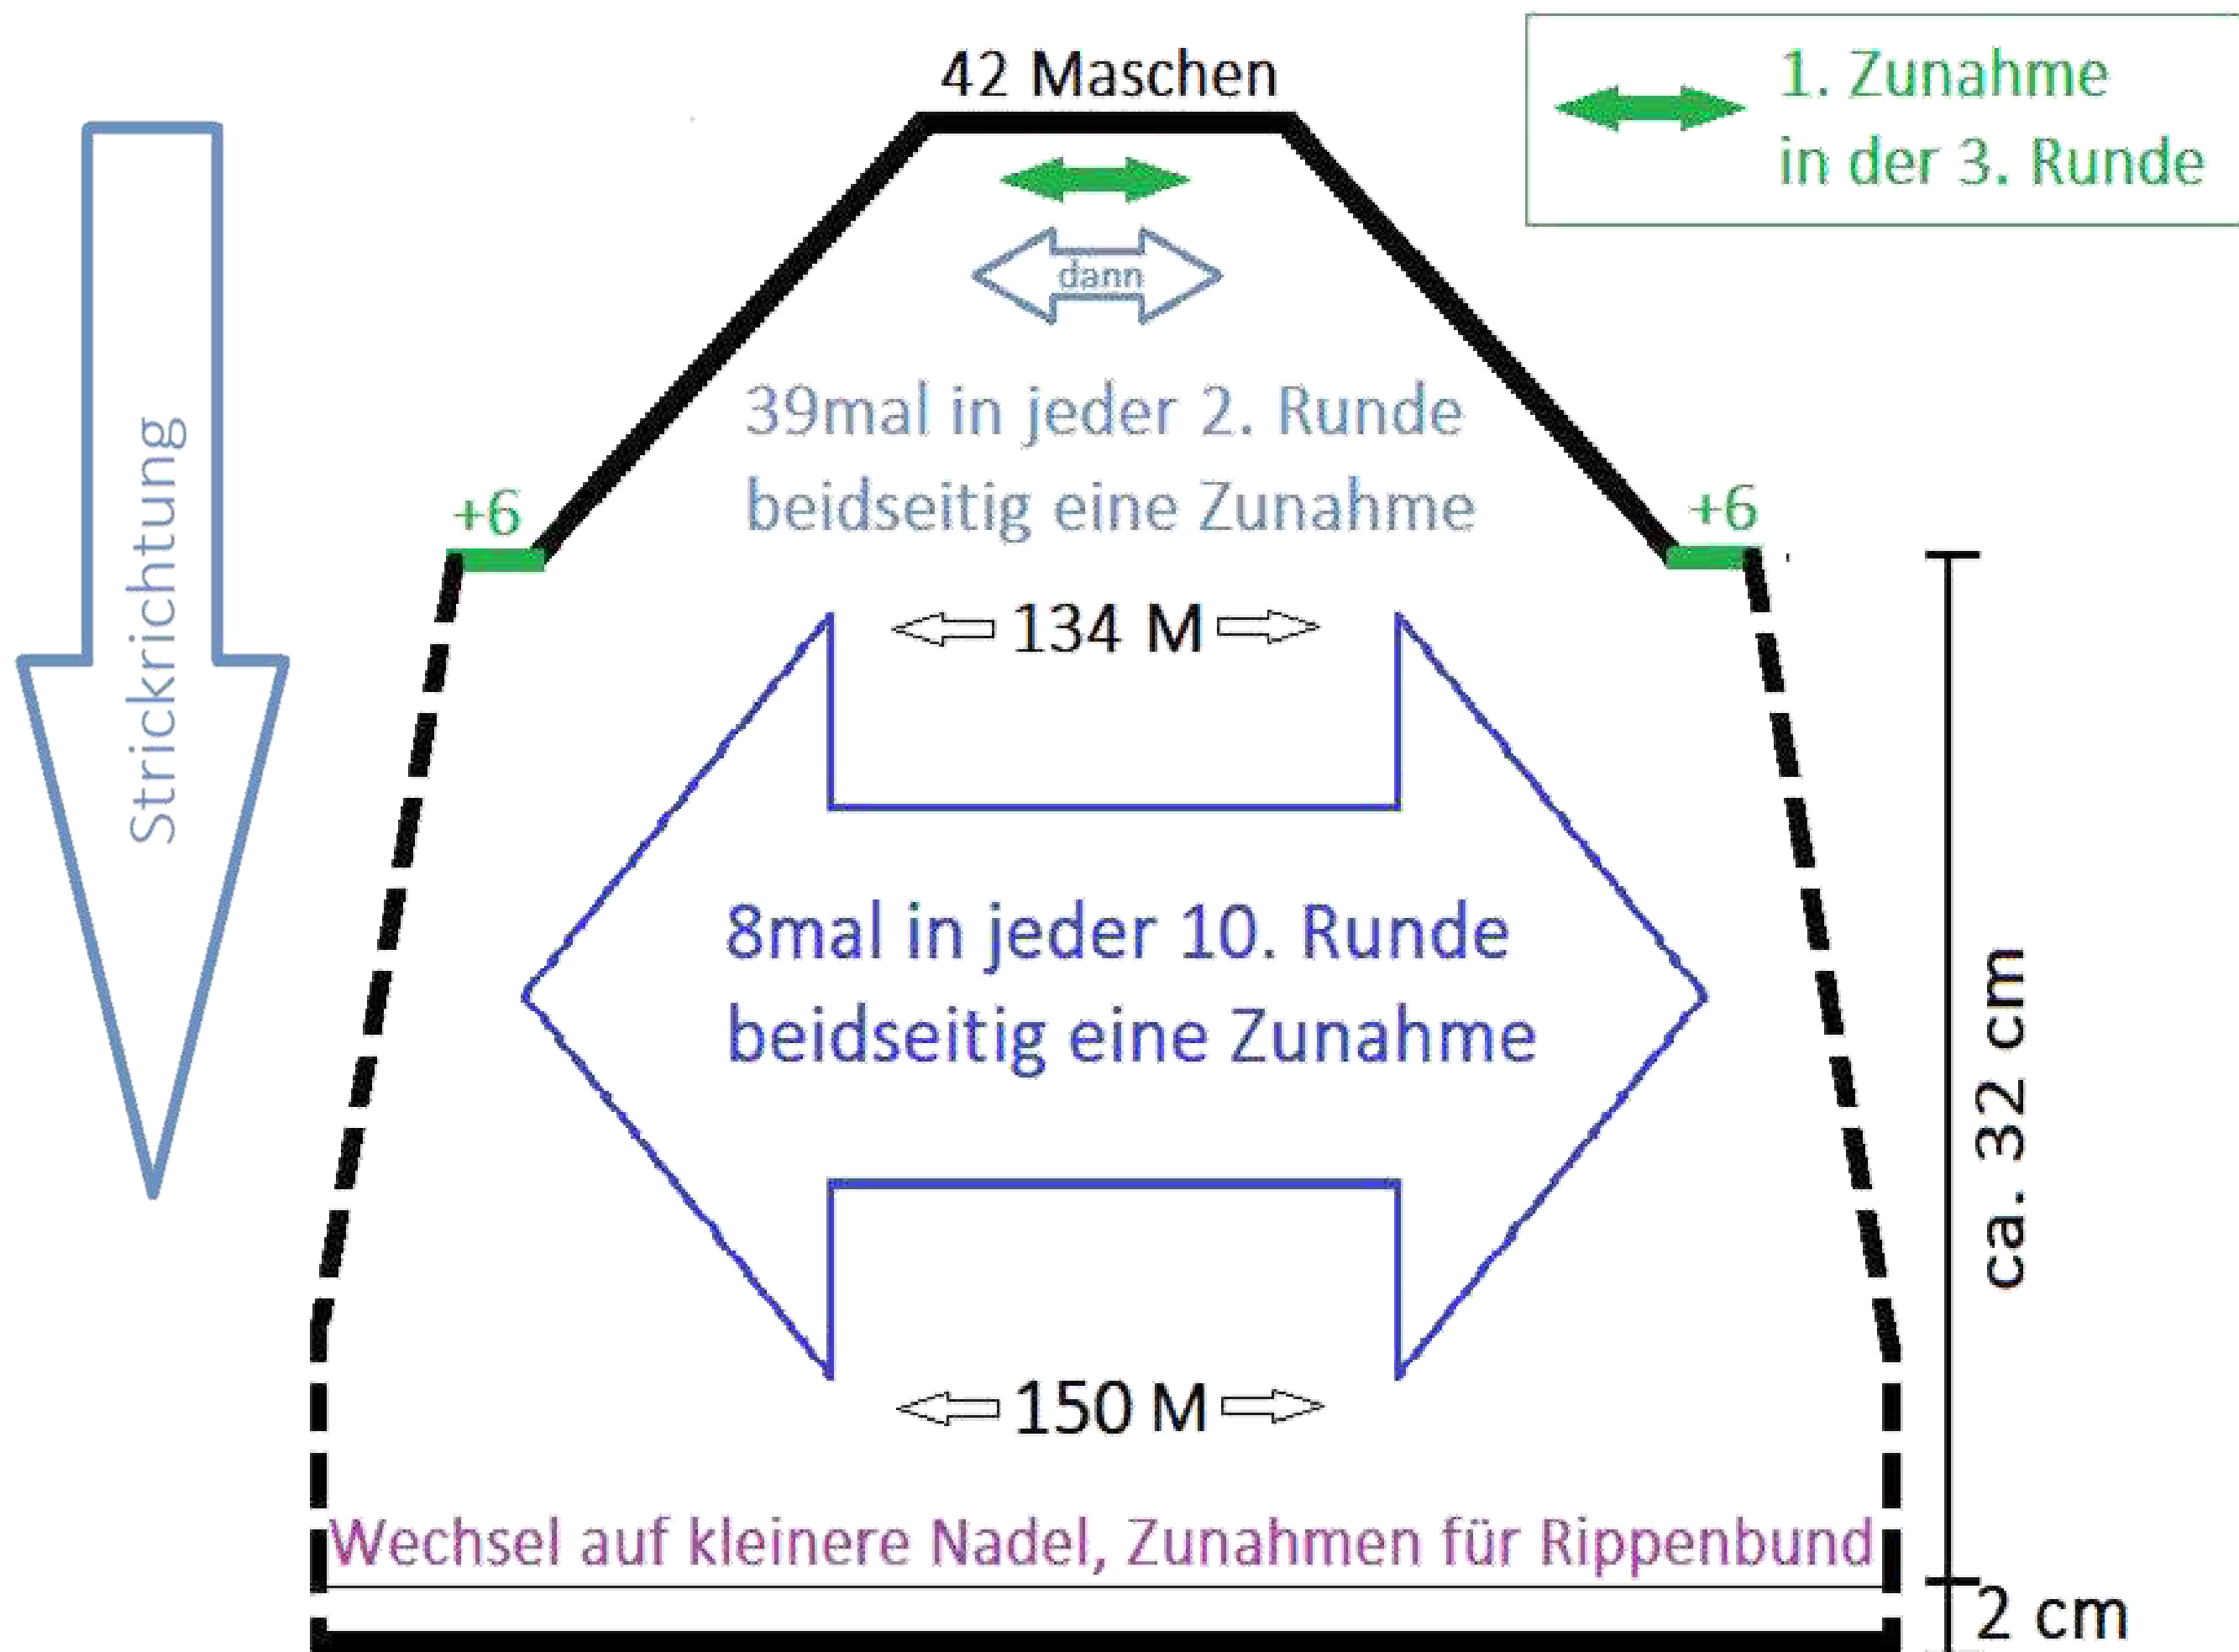 42 Maschen
1. Zunahme
in der 3. Runde
dann
39mal in jeder 2. Runde
beidseitig eine Zunahme
Strickrichtung
+6
+6
134 M
8mal in jeder 10. Runde
beidseitig eine Zunahme
ca. 32 cm
150 M
Wechsel auf kleinere Nadel, Zunahmen für Rippenbund
2 cm